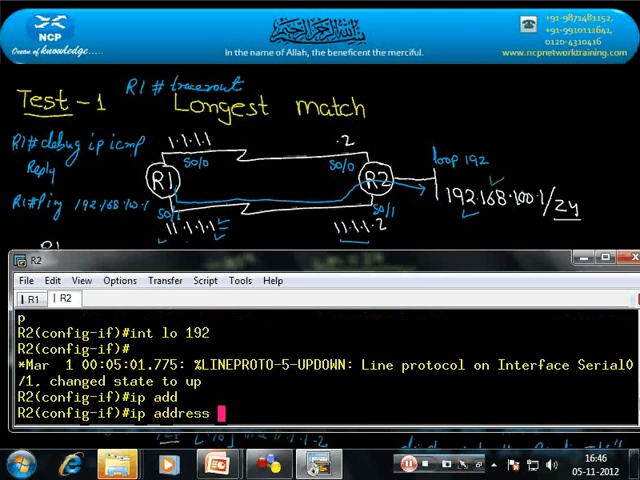 NCP
Ocean of knowledge...
In the name of Allah, the beneficent the merciful.
+91-9871481152,
+91-9910111642,
0120-4310416
www.ncpnetworktraining.com
R1 # traceroute
Test-1 Longest match
R1#debug ip icmp
Reply
R1#Ping 192.168.100.1
1.1.1.1
.2
S0/0
S0/0
R1
R2
loop 192
192.168.100.1/24
S0/1
S0/1
11.1.1.1
11.1.1.2
R1
R2
File Edit View Options Transfer Script Tools Help
R1
R2
p
R2(config-if)#int lo 192
R2(config-if)#
*Mar 1 00:05:01.775: %LINEPROTO-5-UPDOWN: Line protocol on Interface Serial0
/1, changed state to up
R2(config-if)#ip add
R2(config-if)#ip address
16:46
05-11-2012